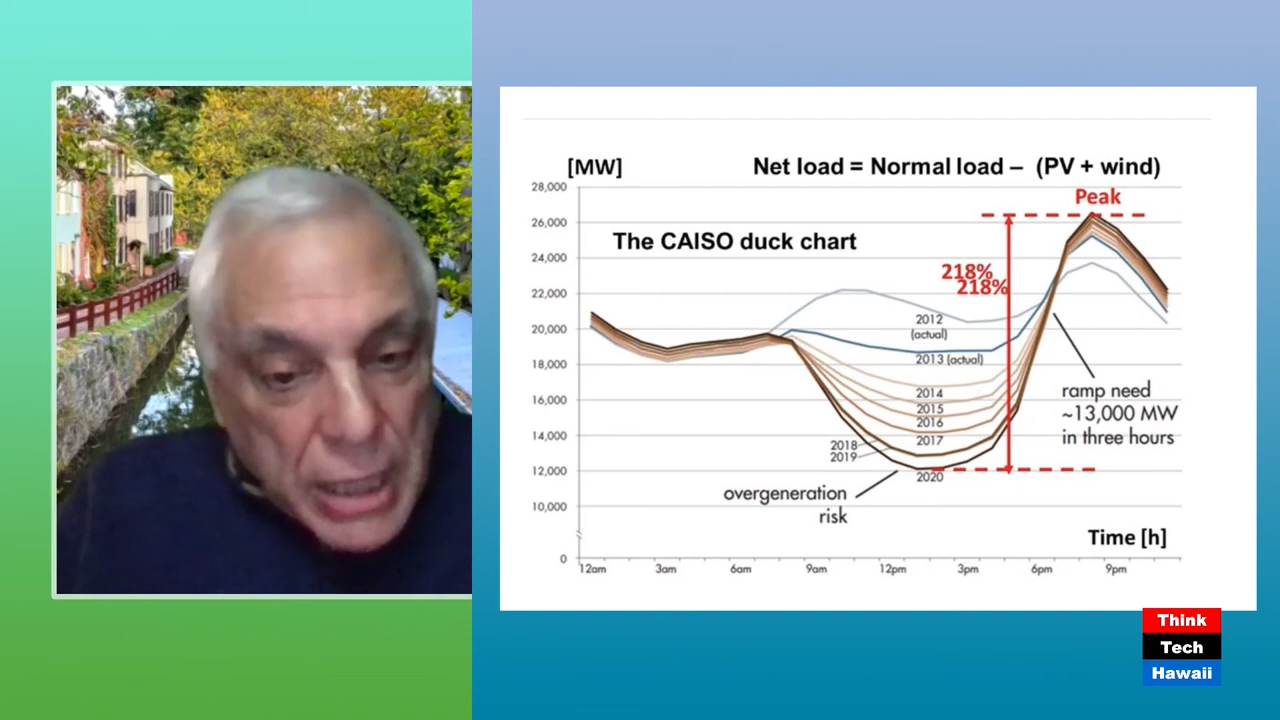 [MW]
Net load = Normal load – (PV + wind)
28,000
26,000
24,000
22,000
20,000
18,000
16,000
14,000
12,000
10,000
0
Peak
The CAISO duck chart
218%
218%
2012
(actual)
2013 (actual)
2014
2015
2016
2017
2018
2019
2020
ramp need
~13,000 MW
in three hours
overgeneration
risk
Time [h]
12am
3am
6am
9am
12pm
3pm
6pm
9pm
Think
Tech
Hawaii